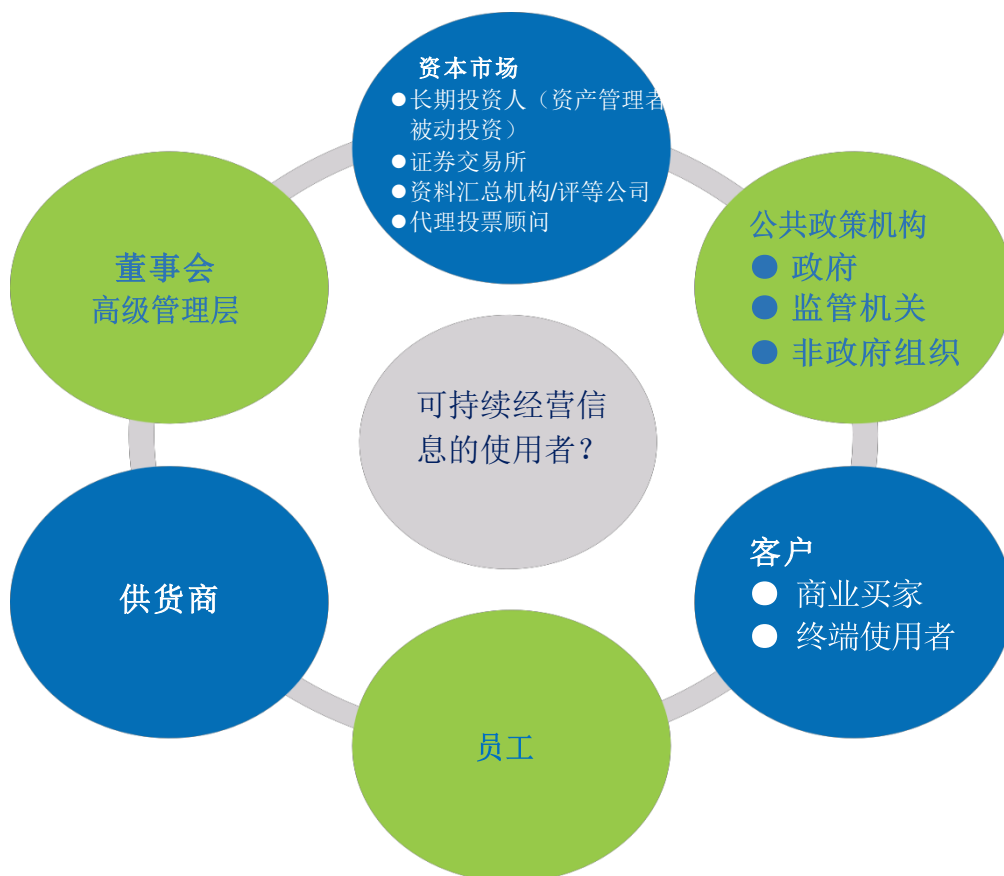 资本市场
●长期投资人（资产管理者
被动投资）
●证券交易所
●资料汇总机构/评等公司
●代理投票顾问
公共政策机构
● 政府
● 监管机关
● 非政府组织
董事会
高级管理层
可持续经营信
息的使用者？
客户
● 商业买家
● 终端使用者
供货商
员工